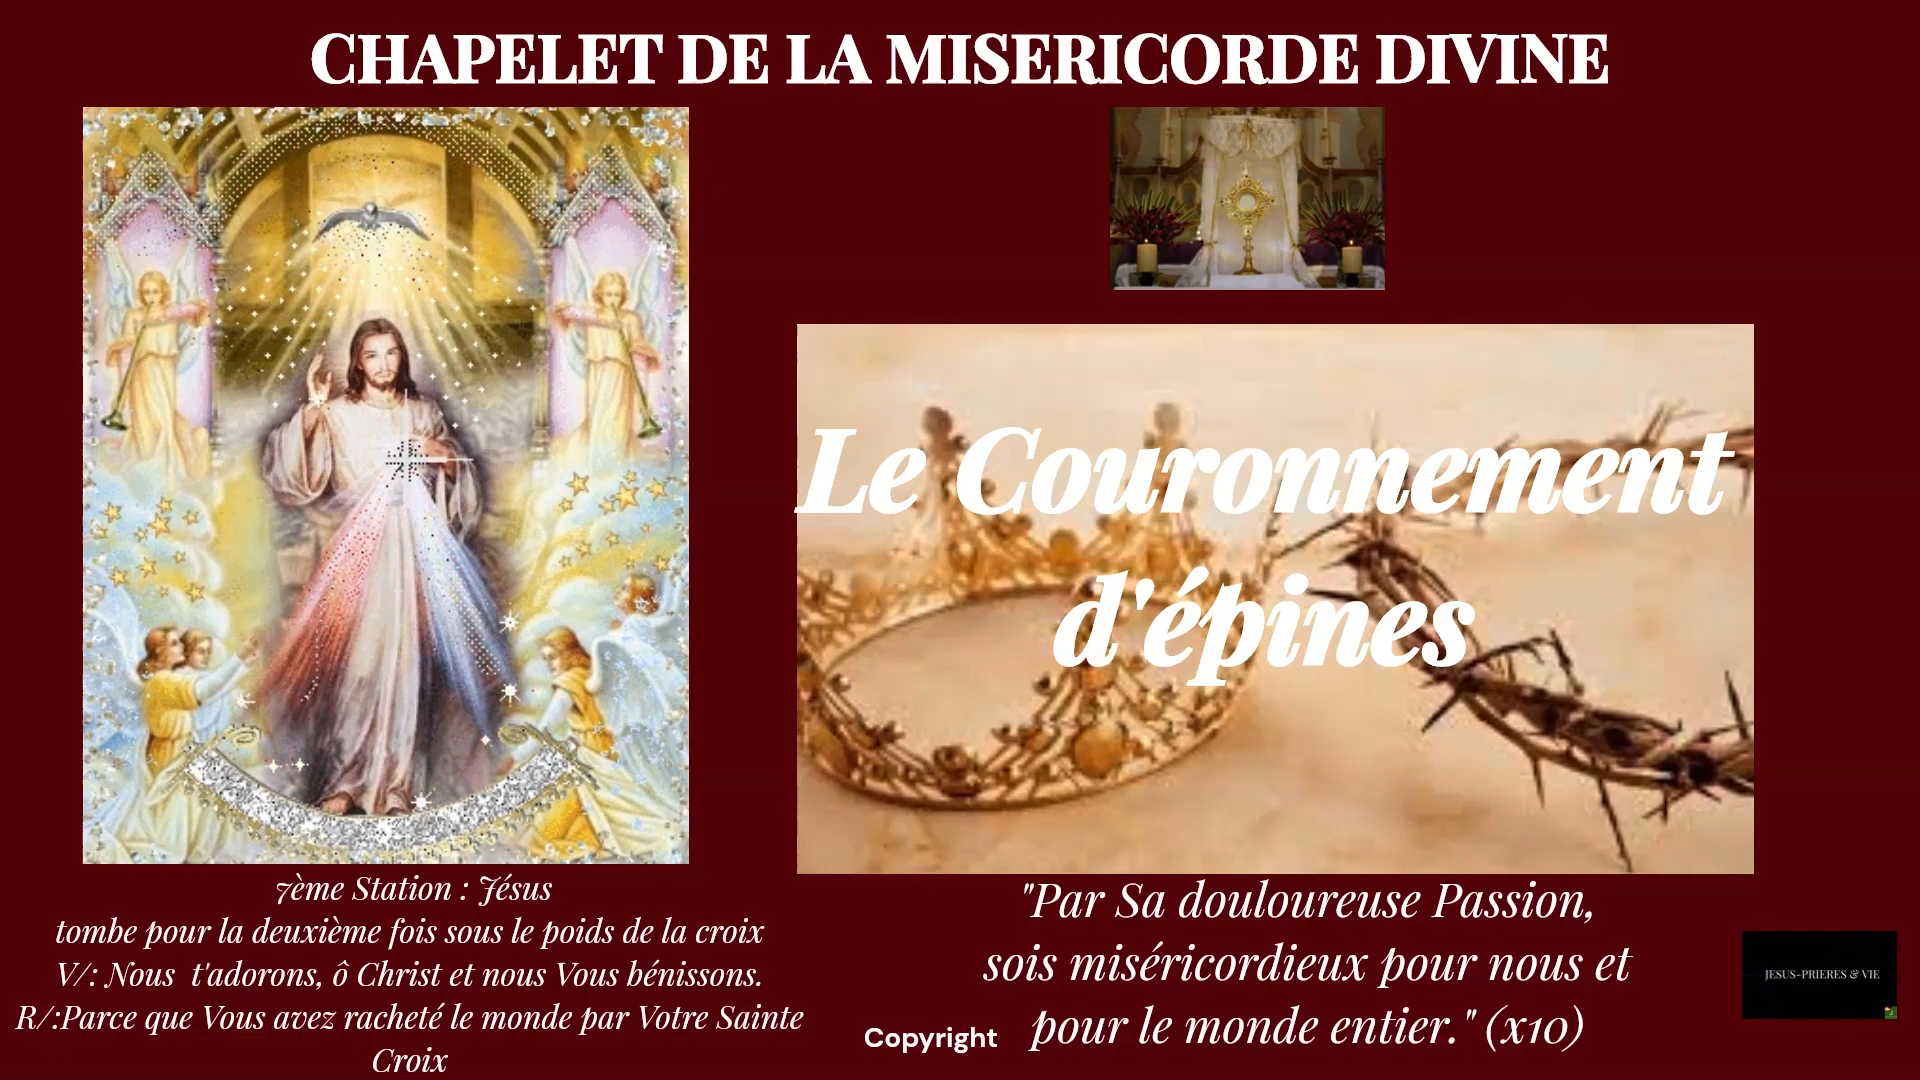 CHAPELET DE LA MISERICORDE DIVINE
Le Couronnement
d'épines
7ème Station : Jésus
tombe pour la deuxième fois sous le poids de la croix
V/: Nous  t'adorons, ô Christ et nous Vous bénissons.
R/:Parce que Vous avez racheté le monde par Votre Sainte
Croix
"Par Sa douloureuse Passion,
sois miséricordieux pour nous et
pour le monde entier." (x10)
Copyright
JESUS-PRIERES & VIE